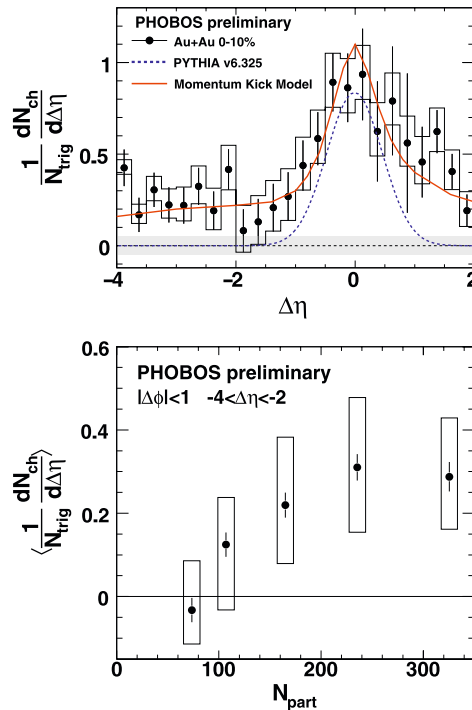 PHOBOS preliminary
Au+Au 0-10%
PYTHIA v6.325
Momentum Kick Model
1
0.5
0
1/N_trig dN_ch/dΔη
−4 −2 0 2
Δη
PHOBOS preliminary
|Δφ|<1 -4<Δη<-2
0.6
0.4
0.2
0
−0.2
⟨1/N_trig dN_ch/dΔη⟩
0 100 200 300
N_part